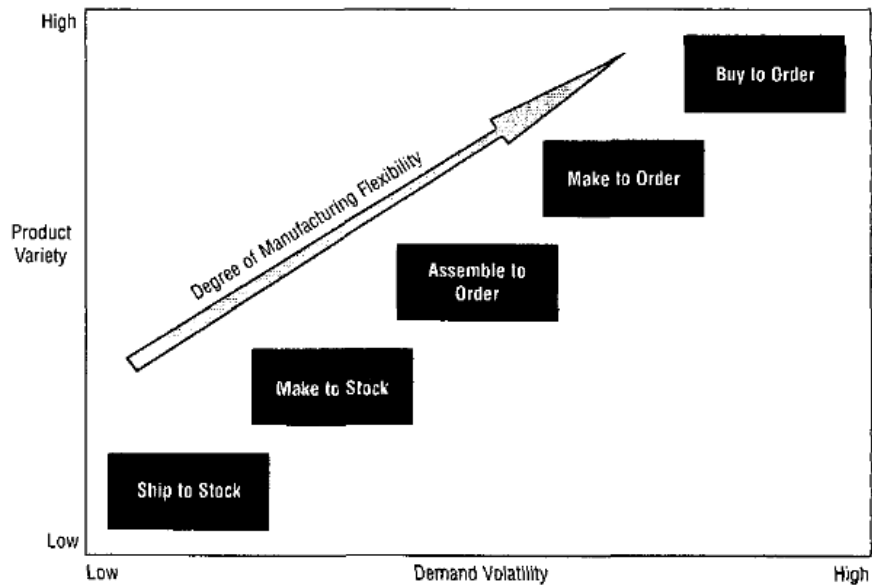 High
Buy to Order
Make to Order
Degree of Manufacturing Flexibility
Product
Variety
Assemble to
Order
Make to Stock
Ship to Stock
Low
Low
Demand Volatility
High